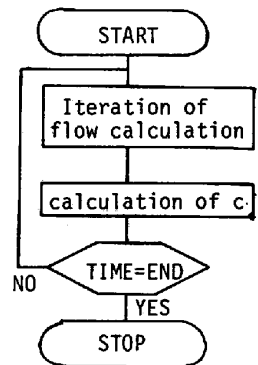 START
Iteration of
flow calculation
calculation of c
TIME=END
NO
YES
STOP